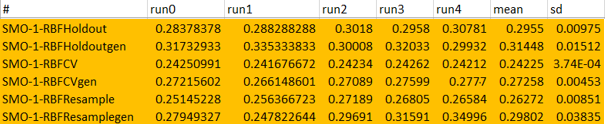 # run0 run1 run2 run3 run4 mean sd
SMO-1-RBFHoldout 0.28378378 0.288288288 0.3018 0.2958 0.30781 0.2955 0.00975
SMO-1-RBFHoldoutgen 0.31732933 0.335333833 0.30008 0.32033 0.29932 0.31448 0.01512
SMO-1-RBFCV 0.24250991 0.241676672 0.24234 0.24262 0.24212 0.24225 3.74E-04
SMO-1-RBFCVgen 0.27215602 0.266148601 0.27089 0.27599 0.2777 0.27258 0.00453
SMO-1-RBFResample 0.25145228 0.256366723 0.27189 0.26805 0.26584 0.26272 0.00851
SMO-1-RBFResamplegen 0.27949327 0.247822644 0.29691 0.31591 0.34996 0.29802 0.03835